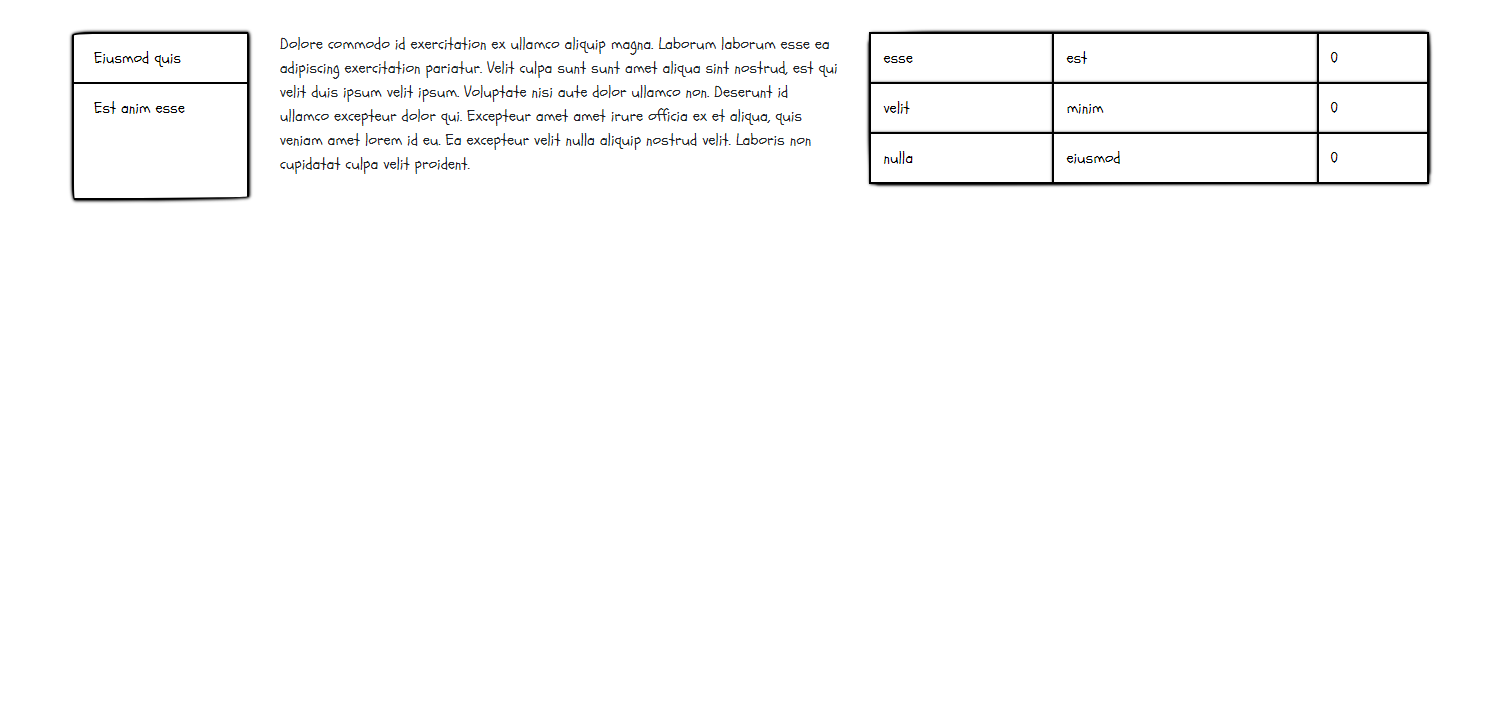 Eiusmod quis
Est anim esse
Dolore commodo id exercitation ex ullamco aliquip magna. Laborum laborum esse ea
adipiscing exercitation pariatur. Velit culpa sunt sunt amet aliqua sint nostrud, est qui
velit duis ipsum velit ipsum. Voluptate nisi aute dolor ullamco non. Deserunt id
ullamco excepteur dolor qui. Excepteur amet amet irure officia ex et aliqua, quis
veniam amet lorem id eu. Ea excepteur velit nulla aliquip nostrud velit. Laboris non
cupidatat culpa velit proident.
esse est 0
velit minim 0
nulla eiusmod 0